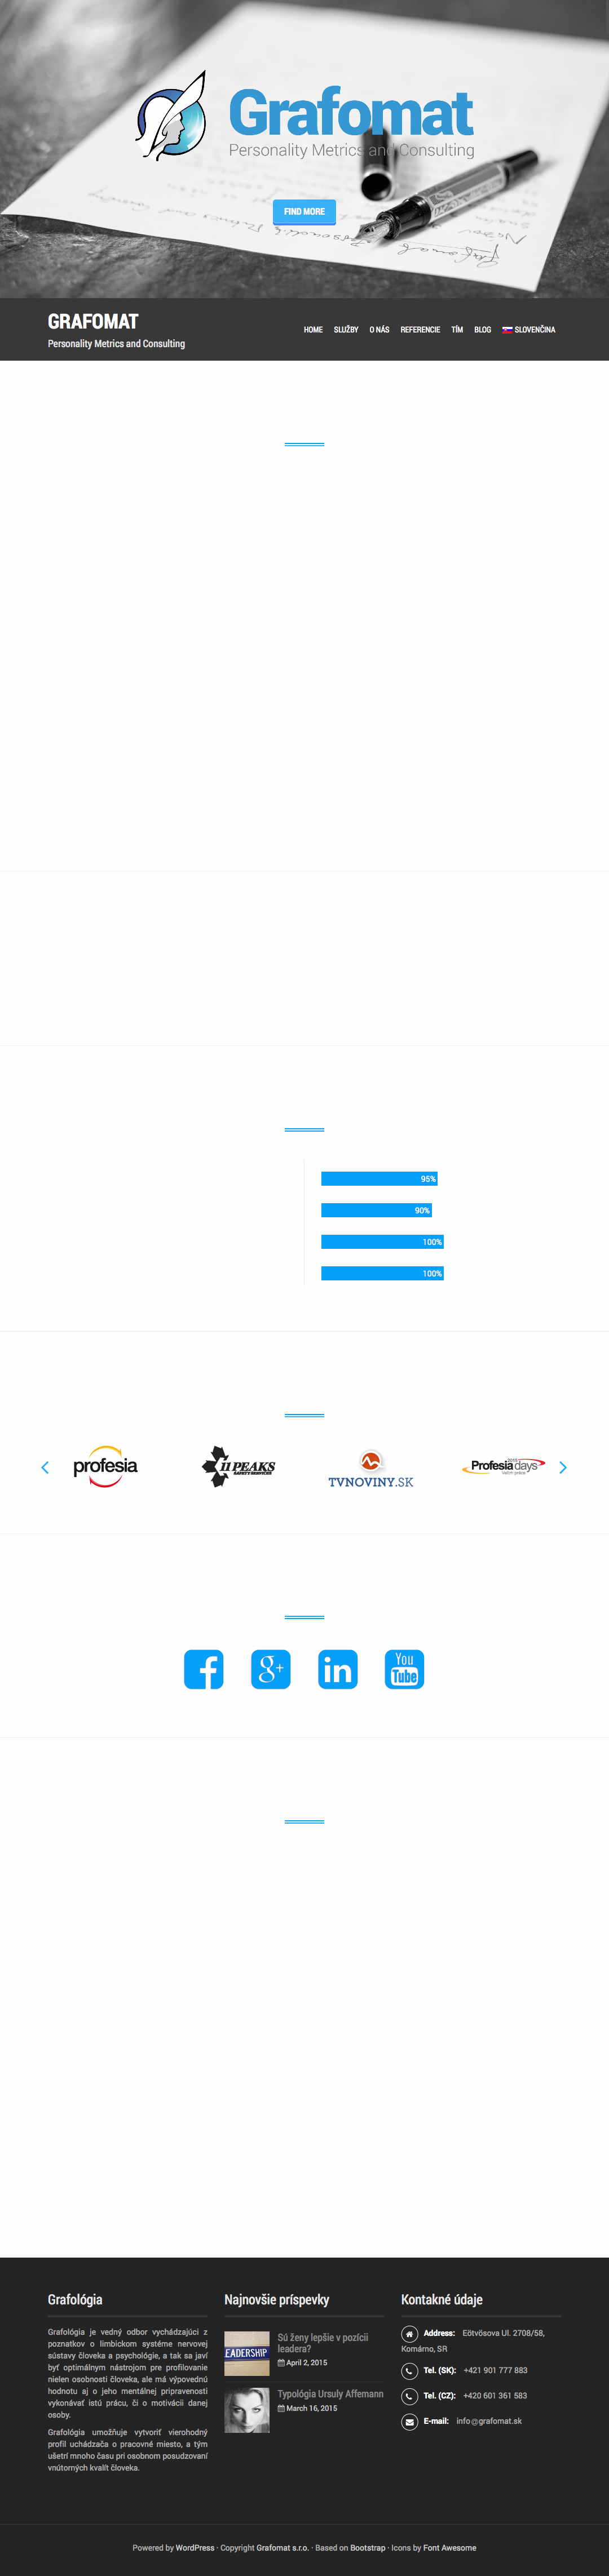 Grafomat
Personality Metrics and Consulting
FIND MORE
GRAFOMAT
Personality Metrics and Consulting
HOME SLUŽBY O NÁS REFERENCIE TÍM BLOG SLOVENČINA
95%
90%
100%
100%
profesia
11 PEAKS
SAFETY SERVICES
TVNOVINY.SK
Profesia days
veľtrh práce
You
Tube
Grafológia
Grafológia je vedný odbor vychádzajúci z
poznatkov o limbickom systéme nervovej
sústavy človeka a psychológie, a tak sa javí
byť optimálnym nástrojom pre profilovanie
nielen osobnosti človeka, ale má výpovednú
hodnotu aj o jeho mentálnej pripravenosti
vykonávať istú prácu, či o motivácii danej
osoby.
Grafológia umožňuje vytvoriť vierohodný
profil uchádzača o pracovné miesto, a tým
ušetrí mnoho času pri osobnom posudzovaní
vnútorných kvalít človeka.
Najnovšie príspevky
EADERSHIP
Sú ženy lepšie v pozícii
leadera?
April 2, 2015
Typológia Ursuly Affemann
March 16, 2015
Kontakné údaje
Address: Eötvösova Ul. 2708/58,
Komárno, SR
Tel. (SK): +421 901 777 883
Tel. (CZ): +420 601 361 583
E-mail: info@grafomat.sk
Powered by WordPress · Copyright Grafomat s.r.o. · Based on Bootstrap · Icons by Font Awesome